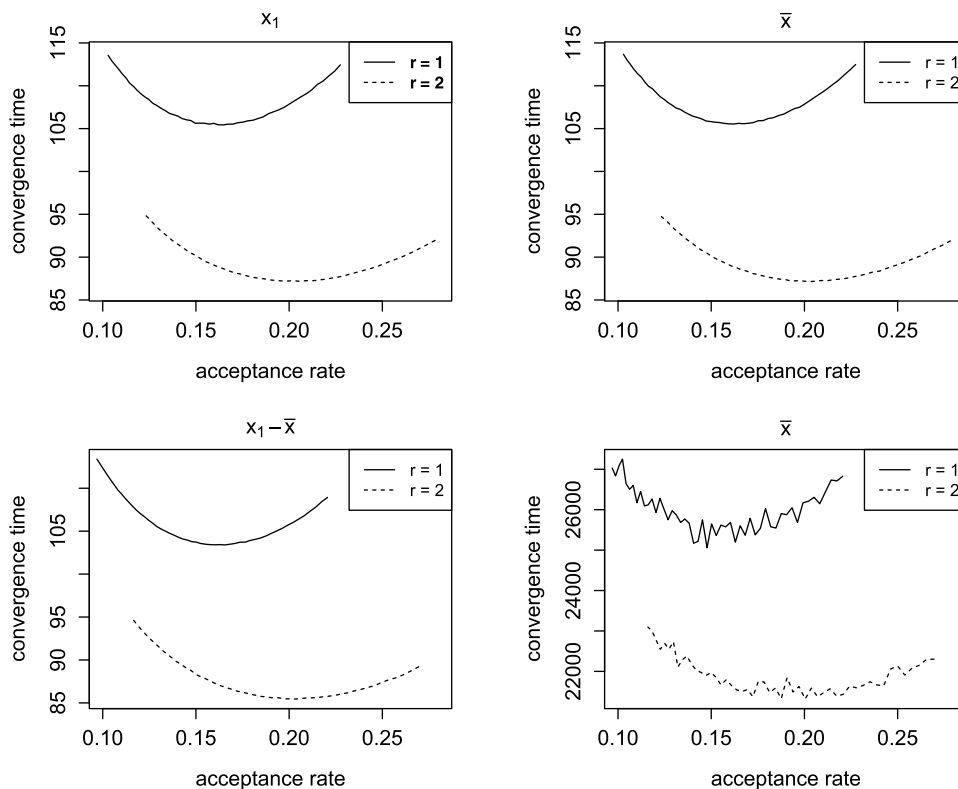 x₁
convergence time
115
105
95
90
85
r = 1
r = 2
0.10 0.15 0.20 0.25
acceptance rate
x̅
convergence time
115
105
95
90
85
r = 1
r = 2
0.10 0.15 0.20 0.25
acceptance rate
x₁ – x̅
convergence time
105
95
90
85
r = 1
r = 2
0.10 0.15 0.20 0.25
acceptance rate
x̅
convergence time
26000
24000
22000
r = 1
r = 2
0.10 0.15 0.20 0.25
acceptance rate